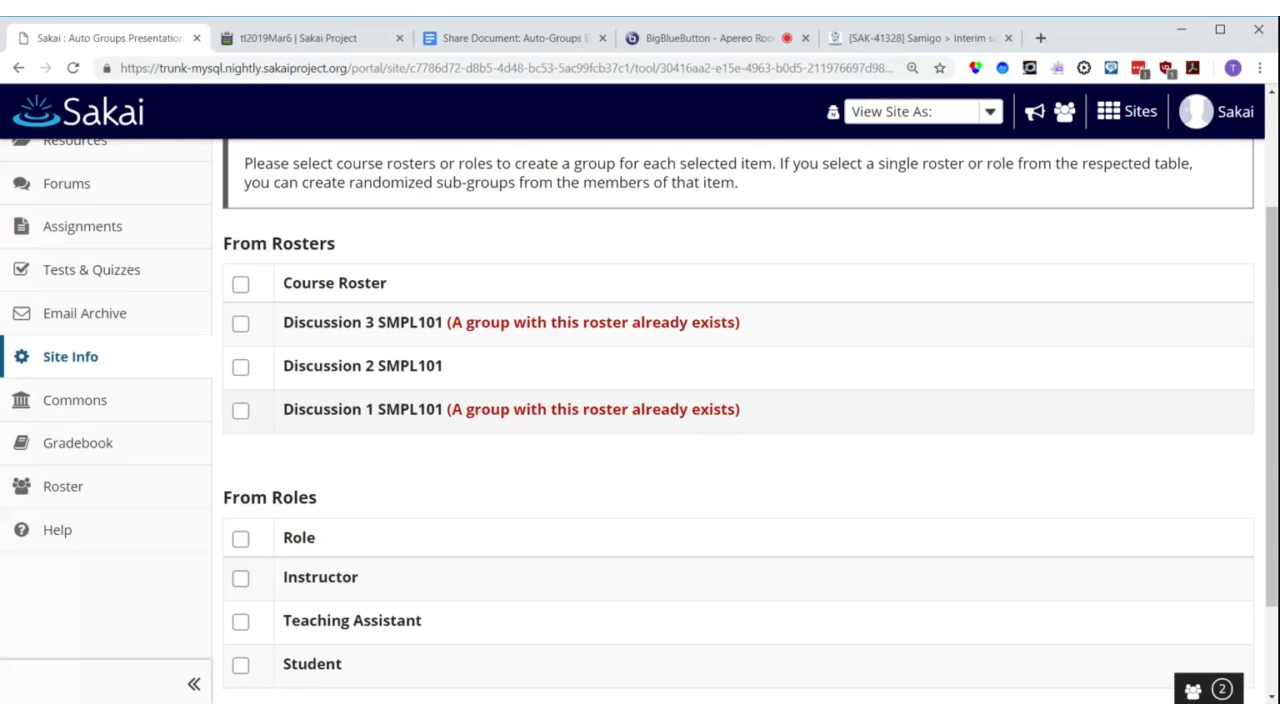 Sakai : Auto Groups Presentation
tl2019Mar6 | Sakai Project
Share Document: Auto-Groups E
BigBlueButton - Apereo Roo
[SAK-41328] Samigo > Interim s
https://trunk-mysql.nightly.sakaiproject.org/portal/site/c7786d72-d8b5-4d48-bc53-5ac99fcb37c1/tool/30416aa2-e15e-4963-b0d5-211976697d98...
T
Sakai
View Site As:
Sites
Sakai
Resources
Forums
Assignments
Tests & Quizzes
Email Archive
Site Info
Commons
Gradebook
Roster
Help
Please select course rosters or roles to create a group for each selected item. If you select a single roster or role from the respected table,
you can create randomized sub-groups from the members of that item.
From Rosters
Course Roster
Discussion 3 SMPL101 (A group with this roster already exists)
Discussion 2 SMPL101
Discussion 1 SMPL101 (A group with this roster already exists)
From Roles
Role
Instructor
Teaching Assistant
Student
2